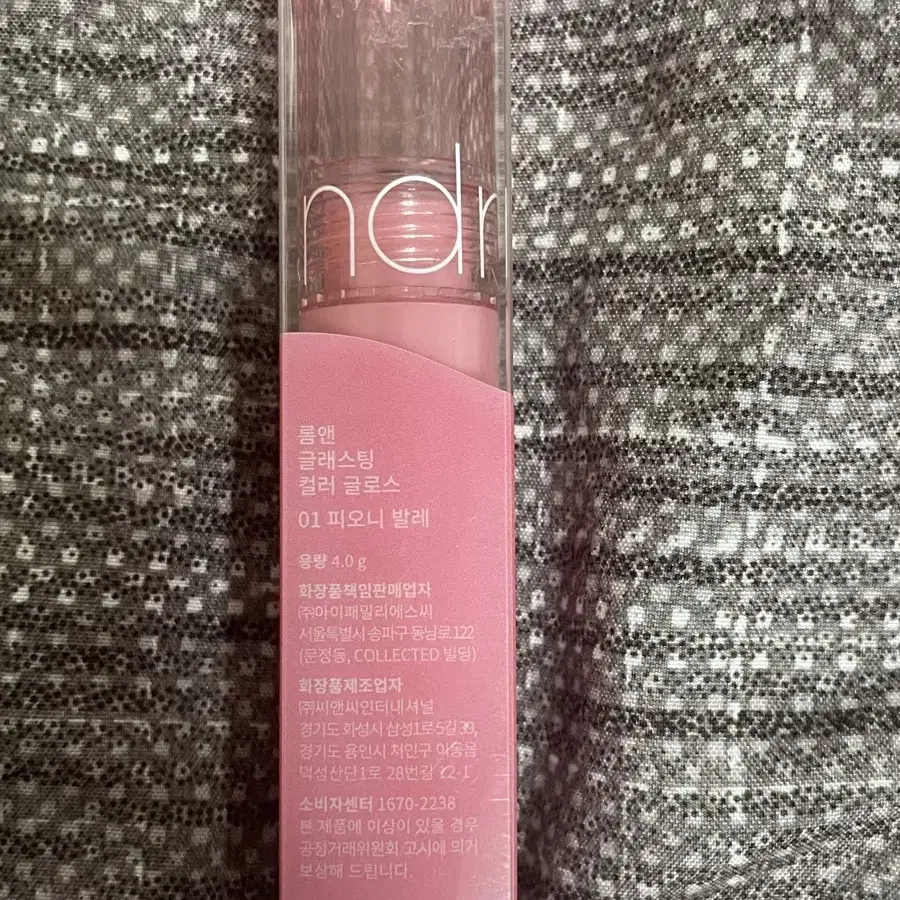 ndr
롬앤
글래스팅
컬러 글로스
01 피오니 발레
용량 4.0 g
화장품책임판매업자
㈜아이패밀리에스씨
서울특별시 송파구 동남로 122
(문정동, COLLECTED 빌딩)
화장품제조업자
㈜씨앤씨인터내셔널
경기도 화성시 삼성1로5길 39,
경기도 용인시 처인구 이동읍
덕성산단1로 28번길 12-1
소비자센터 1670-2238
본 제품에 이상이 있을 경우
공정거래위원회 고시에 의거
보상해 드립니다.